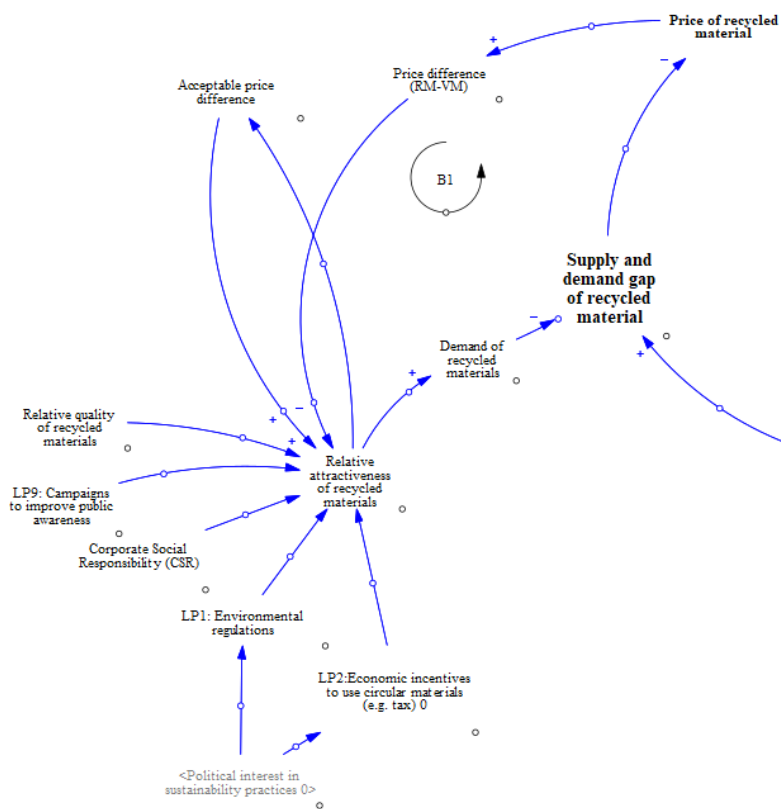 Price of recycled
material
+
−
Price difference
(RM-VM)
Acceptable price
difference
B1
Supply and
demand gap
of recycled
material
−
+
Demand of
recycled
materials
+
Relative quality
of recycled
materials
+
−
+
Relative
attractiveness
of recycled
materials
LP9: Campaigns
to improve public
awareness
Corporate Social
Responsibility (CSR)
LP1: Environmental
regulations
LP2:Economic incentives
to use circular materials
(e.g. tax) 0
<Political interest in
sustainability practices 0>